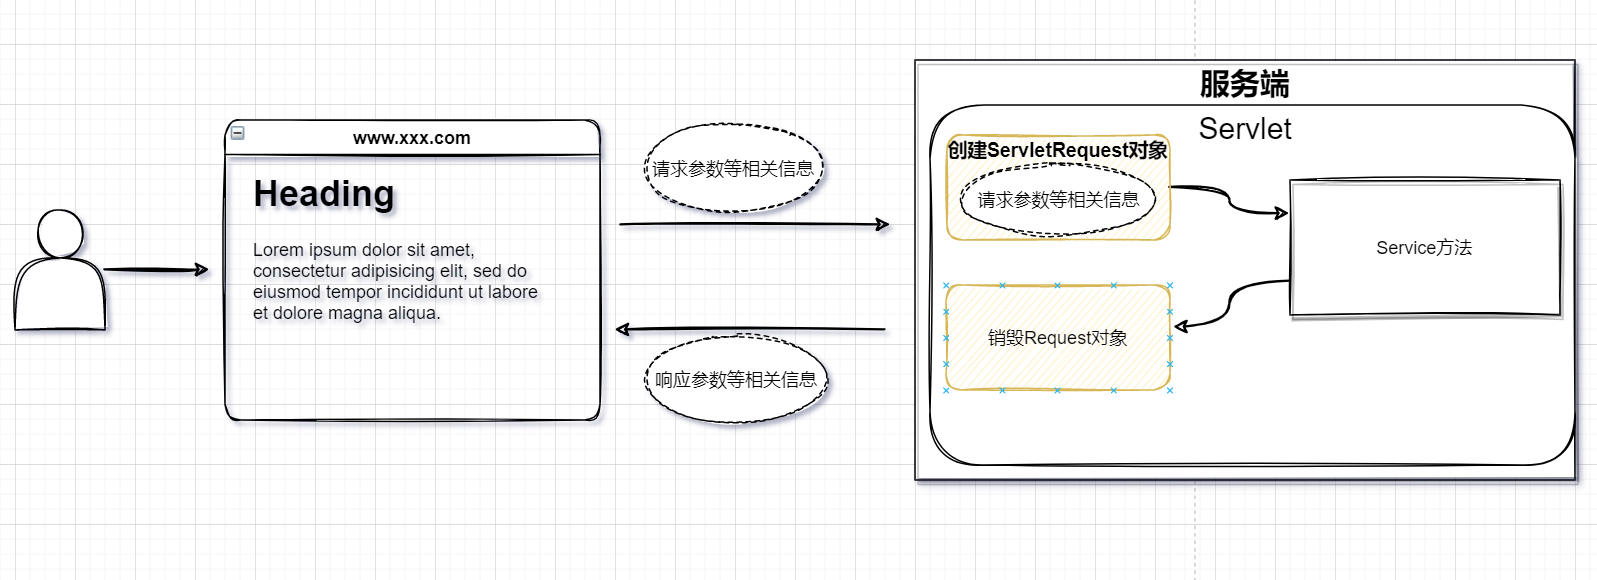 www.xxx.com
Heading
Lorem ipsum dolor sit amet,
consectetur adipisicing elit, sed do
eiusmod tempor incididunt ut labore
et dolore magna aliqua.
请求参数等相关信息
响应参数等相关信息
服务端
Servlet
创建ServletRequest对象
请求参数等相关信息
Service方法
销毁Request对象